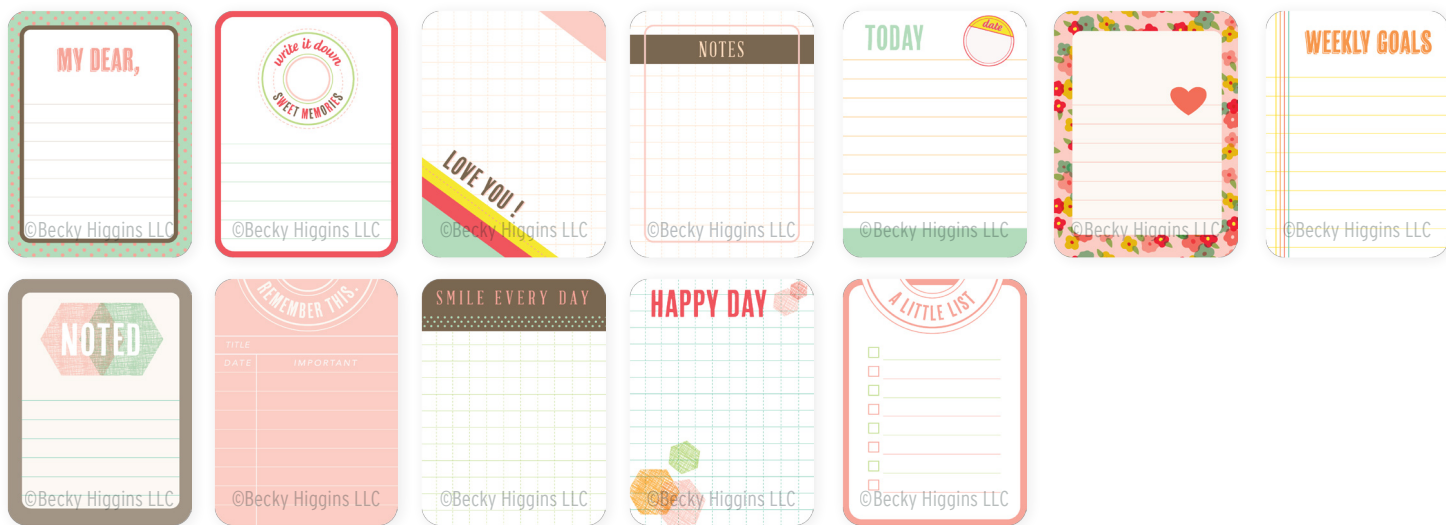 MY DEAR,
©Becky Higgins LLC
write it down
SWEET MEMORIES
©Becky Higgins LLC
LOVE YOU !
©Becky Higgins LLC
NOTES
©Becky Higgins LLC
TODAY
date
©Becky Higgins LLC
©Becky Higgins LLC
WEEKLY GOALS
©Becky Higgins LLC
NOTED
©Becky Higgins LLC
REMEMBER THIS.
TITLE
DATE IMPORTANT
©Becky Higgins LLC
SMILE EVERY DAY
©Becky Higgins LLC
HAPPY DAY
©Becky Higgins LLC
A LITTLE LIST
©Becky Higgins LLC